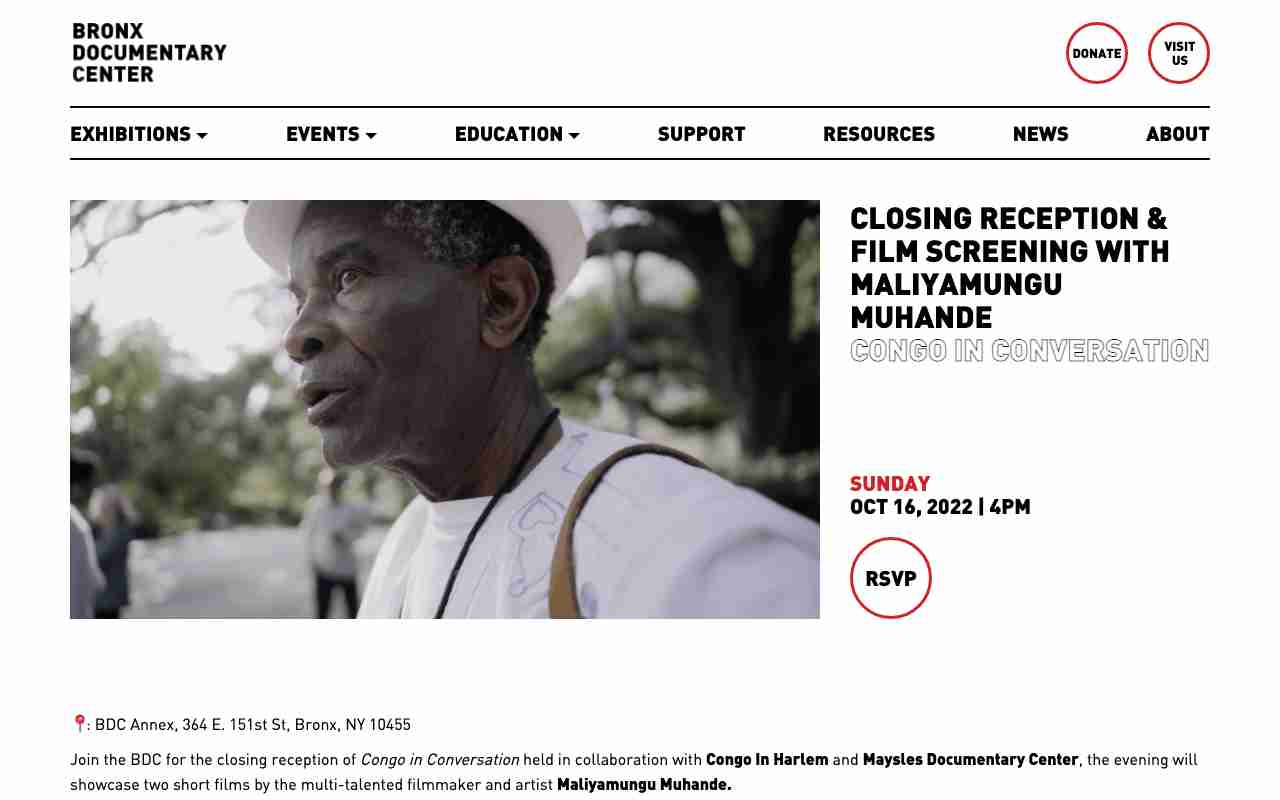 BRONX
DOCUMENTARY
CENTER
DONATE
VISIT
US
EXHIBITIONS
EVENTS
EDUCATION
SUPPORT
RESOURCES
NEWS
ABOUT
CLOSING RECEPTION &
FILM SCREENING WITH
MALIYAMUNGU
MUHANDE
CONGO IN CONVERSATION
SUNDAY
OCT 16, 2022 | 4PM
RSVP
📍: BDC Annex, 364 E. 151st St, Bronx, NY 10455
Join the BDC for the closing reception of Congo in Conversation held in collaboration with Congo In Harlem and Maysles Documentary Center, the evening will
showcase two short films by the multi-talented filmmaker and artist Maliyamungu Muhande.